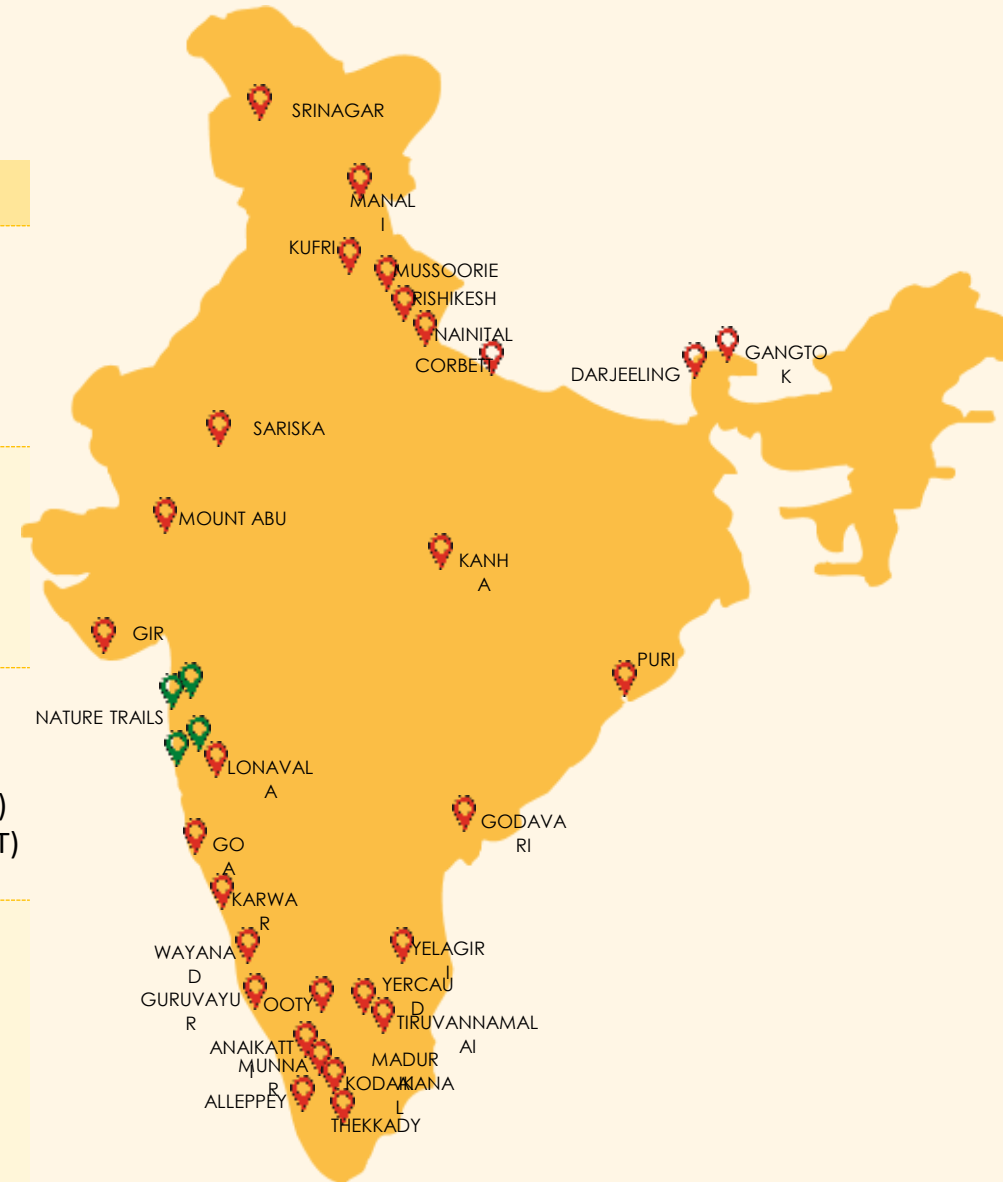 SRINAGAR
MANAL
I
KUFRI
MUSSOORIE
RISHIKESH
NAINITAL
CORBETT
DARJEELING
GANGTO
K
SARISKA
MOUNT ABU
KANH
A
GIR
PURI
NATURE TRAILS
LONAVAL
A
)
T)
GODAVA
RI
GO
A
KARWA
R
WAYANA
D
YELAGIR
I
GURUVAYU
R
OOTY
YERCAU
D
TIRUVANNAMAL
AI
ANAIKATT
I
MUNNA
R
MADUR
AI
KODAIKANA
L
ALLEPPEY
THEKKADY